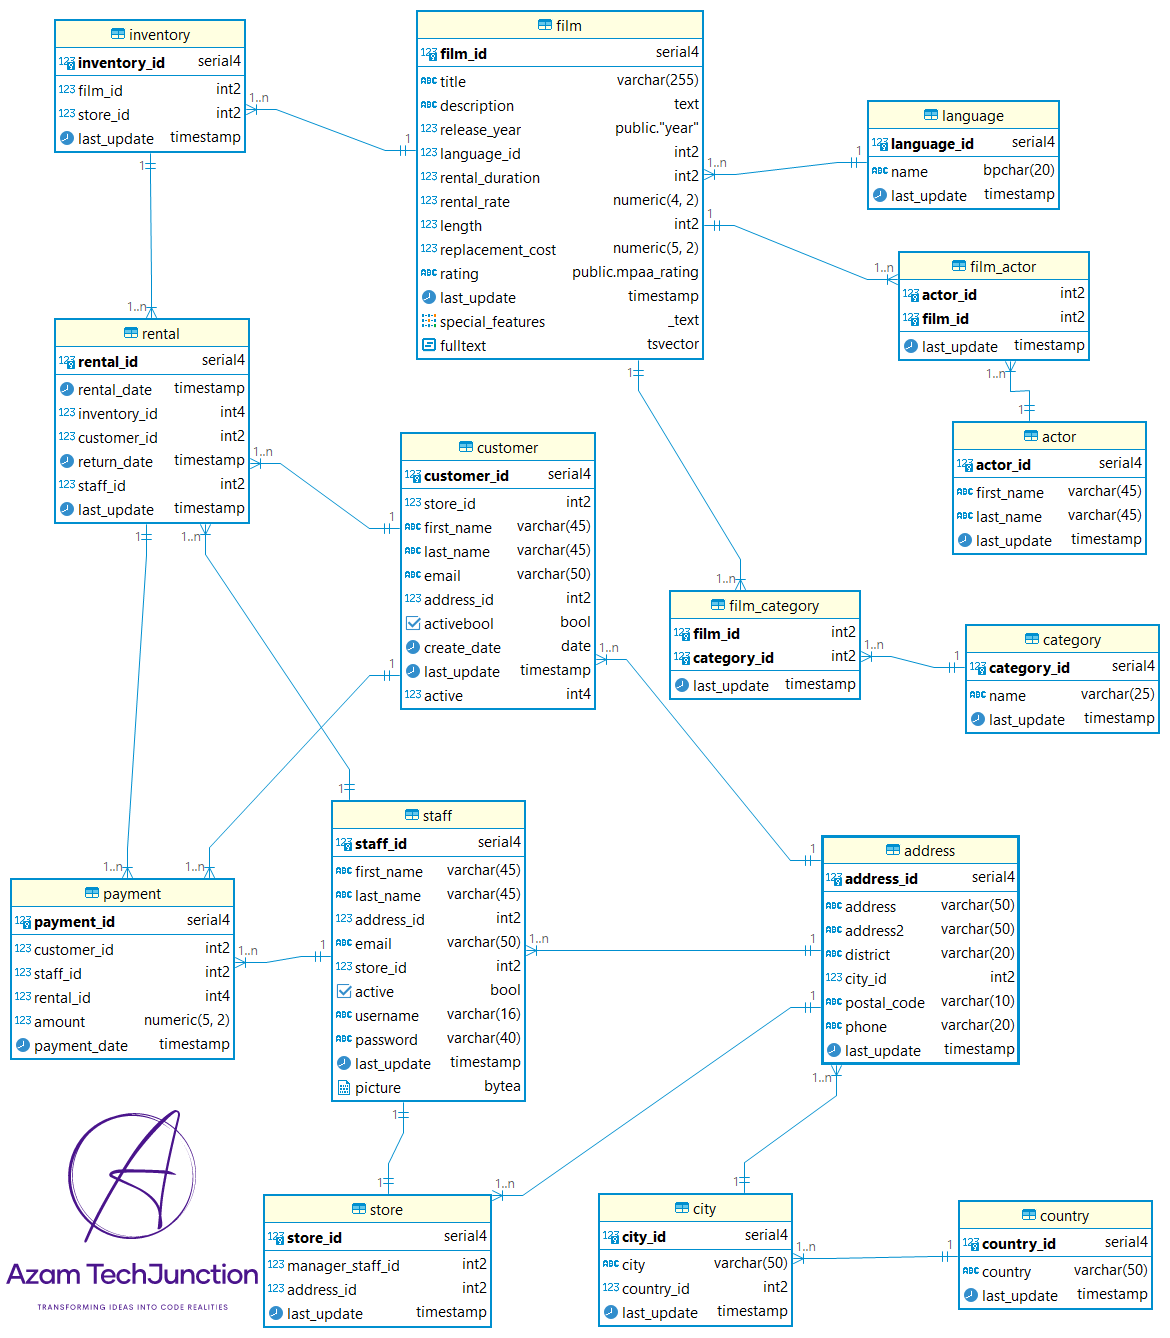 inventory
inventory_id serial4
film_id int2
store_id int2
last_update timestamp
1..n
1
1
film
film_id serial4
title varchar(255)
description text
release_year public."year"
language_id int2
rental_duration int2
rental_rate numeric(4, 2)
length int2
replacement_cost numeric(5, 2)
rating public.mpaa_rating
last_update timestamp
special_features _text
fulltext tsvector
1..n
1
1
1
language
language_id serial4
name bpchar(20)
last_update timestamp
1..n
film_actor
actor_id int2
film_id int2
last_update timestamp
1..n
1
actor
actor_id serial4
first_name varchar(45)
last_name varchar(45)
last_update timestamp
1..n
rental
rental_id serial4
rental_date timestamp
inventory_id int4
customer_id int2
return_date timestamp
staff_id int2
last_update timestamp
1..n
1
1..n
1
customer
customer_id serial4
store_id int2
first_name varchar(45)
last_name varchar(45)
email varchar(50)
address_id int2
activebool bool
create_date date
last_update timestamp
active int4
1..n
1
1..n
film_category
film_id int2
category_id int2
last_update timestamp
1..n
1
category
category_id serial4
name varchar(25)
last_update timestamp
1
staff
staff_id serial4
first_name varchar(45)
last_name varchar(45)
address_id int2
email varchar(50)
store_id int2
active bool
username varchar(16)
password varchar(40)
last_update timestamp
picture bytea
1..n
1
1
1
address
address_id serial4
address varchar(50)
address2 varchar(50)
district varchar(20)
city_id int2
postal_code varchar(10)
phone varchar(20)
last_update timestamp
1
1
1..n
1..n
1..n
payment
payment_id serial4
customer_id int2
staff_id int2
rental_id int4
amount numeric(5, 2)
payment_date timestamp
1..n
Azam TechJunction
TRANSFORMING IDEAS INTO CODE REALITIES
1
1..n
store
store_id serial4
manager_staff_id int2
address_id int2
last_update timestamp
1
city
city_id serial4
city varchar(50)
country_id int2
last_update timestamp
1..n
1
country
country_id serial4
country varchar(50)
last_update timestamp